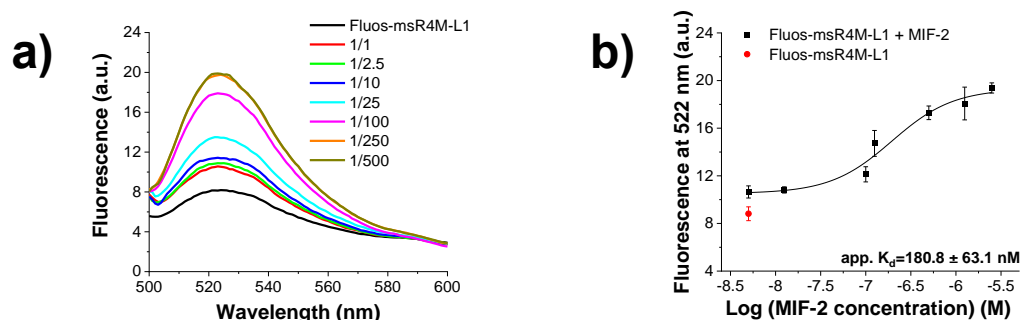 a)
Fluorescence (a.u.)
24
20
16
12
8
4
0
500 520 540 560 580 600
Wavelength (nm)
Fluos-msR4M-L1
1/1
1/2.5
1/10
1/25
1/100
1/250
1/500
b)
Fluorescence at 522 nm (a.u.)
24
20
16
12
8
4
-8.5 -8.0 -7.5 -7.0 -6.5 -6.0 -5.5
Log (MIF-2 concentration) (M)
Fluos-msR4M-L1 + MIF-2
Fluos-msR4M-L1
app. Kd=180.8 ± 63.1 nM